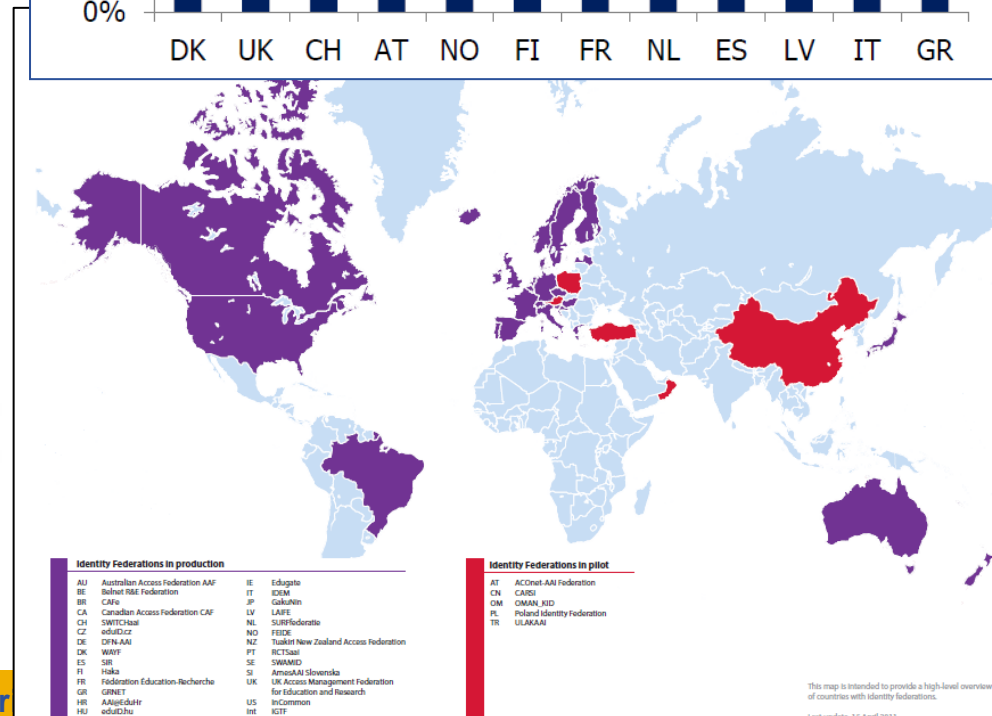 0%
DK UK CH AT NO FI FR NL ES LV IT GR
Identity Federations in production
AU Australian Access Federation AAF
BE Belnet R&E Federation
BR CAFe
CA Canadian Access Federation CAF
CH SWITCHaai
CZ eduID.cz
DE DFN-AAI
DK WAYF
ES SIR
FI Haka
FR Fédération Éducation-Recherche
GR GRNET
HR AAI@EduHr
HU eduID.hu
IE Edugate
IT IDEM
JP GakuNin
LV LAIFE
NL SURFfederatie
NO FEIDE
NZ Tuakiri New Zealand Access Federation
PT RCTSaai
SE SWAMID
SI ArnesAAI Slovenska
UK UK Access Management Federation
for Education and Research
US InCommon
Int IGTF
Identity Federations in pilot
AT ACOnet-AAI Federation
CN CARSI
OM OMAN_KID
PL Poland Identity Federation
TR ULAKAAI
This map is intended to provide a high-level overview
of countries with identity federations.
r